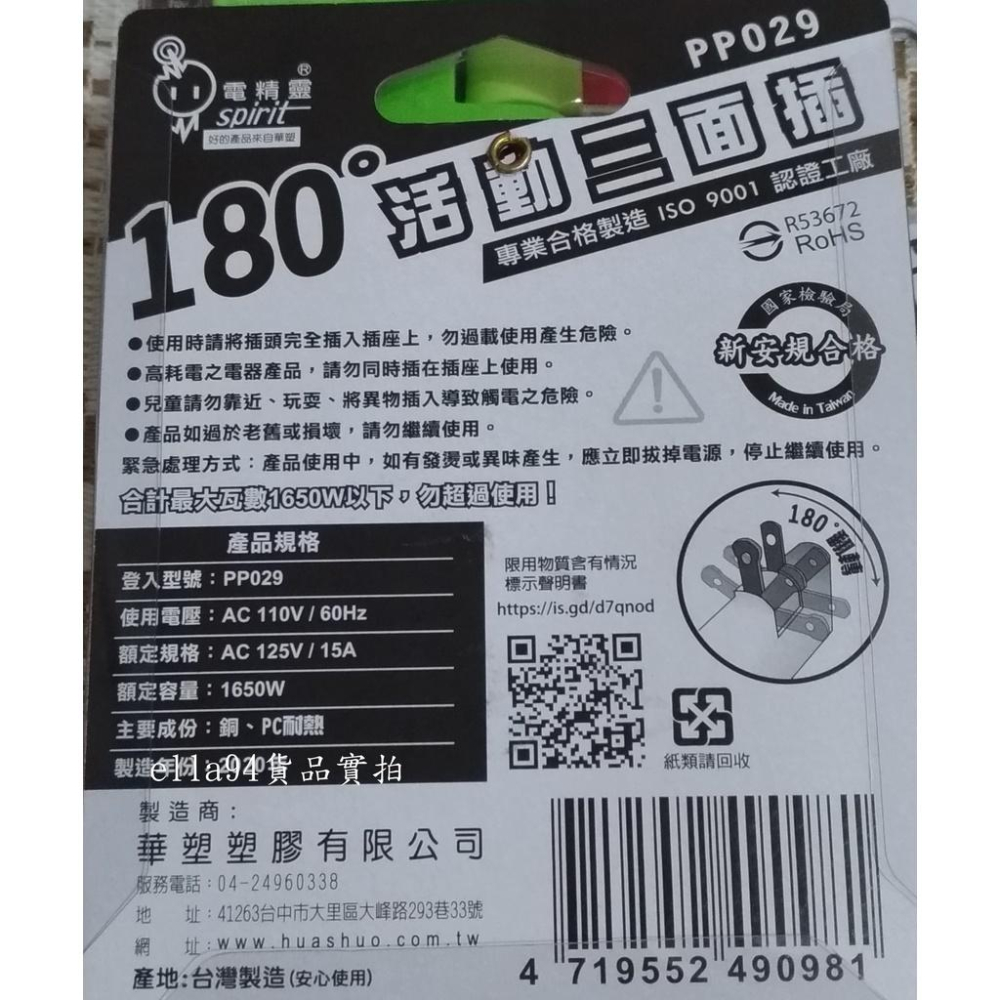 PP029
電精靈®
spirit
好的產品來自華塑
180°活動三面插
專業合格製造 ISO 9001 認證工廠
R53672
RoHS
國家檢驗局
新安規合格
Made in Taiwan
●使用時請將插頭完全插入插座上，勿過載使用產生危險。
●高耗電之電器產品，請勿同時插在插座上使用。
●兒童請勿靠近、玩耍、將異物插入導致觸電之危險。
●產品如過於老舊或損壞，請勿繼續使用。
緊急處理方式：產品使用中，如有發燙或異味產生，應立即拔掉電源，停止繼續使用。
合計最大瓦數1650W以下，勿超過使用！
產品規格
登入型號：PP029
使用電壓：AC 110V / 60Hz
額定規格：AC 125V / 15A
額定容量：1650W
主要成份：銅、PC耐熱
製造年份：
ella94貨品實拍
限用物質含有情況
標示聲明書
https://is.gd/d7qnod
180°翻轉
紙類請回收
製造商：
華塑塑膠有限公司
服務電話：04-24960338
地　址：41263台中市大里區大峰路293巷33號
網　址：www.huashuo.com.tw
產地:台灣製造(安心使用)
4 719552 490981